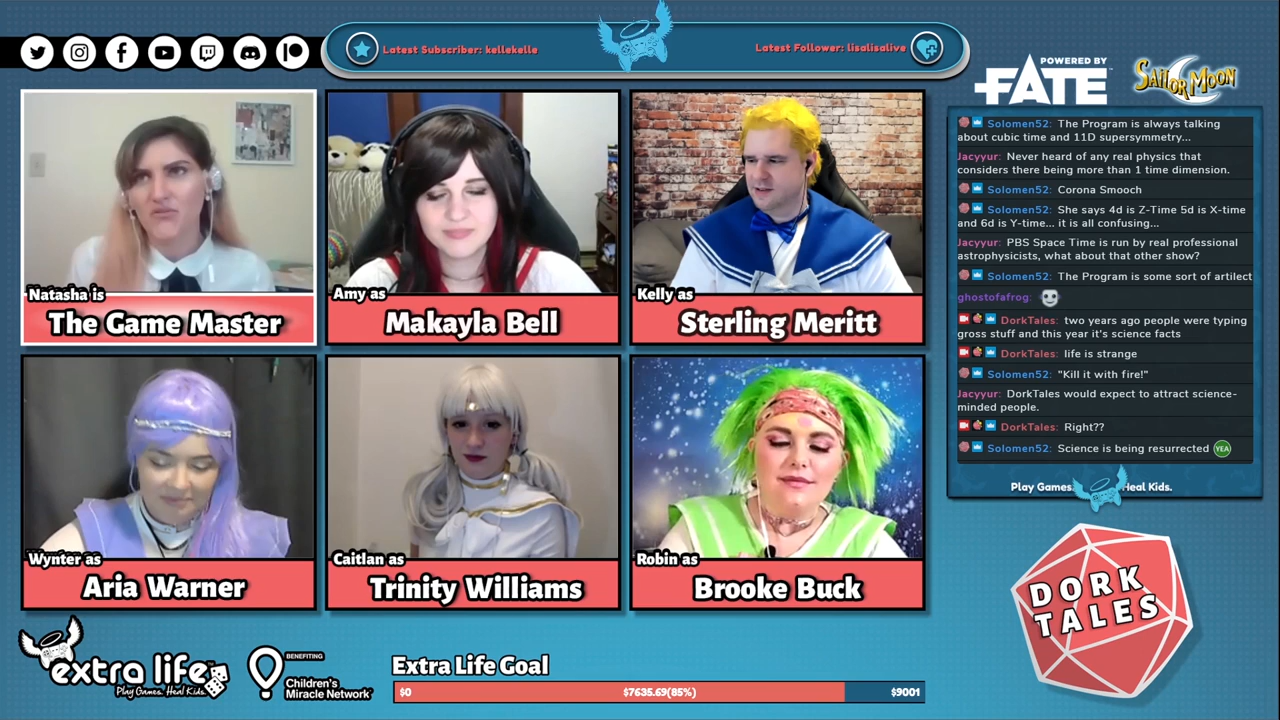 Latest Subscriber: kellekelle
Latest Follower: lisalisalive
POWERED BY
FATE
SAILOR MOON
Natasha is
The Game Master
Amy as
Makayla Bell
Kelly as
Sterling Meritt
Wynter as
Aria Warner
Caitlan as
Trinity Williams
Robin as
Brooke Buck
Solomen52: The Program is always talking
about cubic time and 11D supersymmetry...
Jacyyur: Never heard of any real physics that
considers there being more than 1 time dimension.
Solomen52: Corona Smooch
Solomen52: She says 4d is Z-Time 5d is X-time
and 6d is Y-time... it is all confusing...
Jacyyur: PBS Space Time is run by real professional
astrophysicists, what about that other show?
Solomen52: The Program is some sort of artilect
ghostofafrog:
DorkTales: two years ago people were typing
gross stuff and this year it's science facts
DorkTales: life is strange
Solomen52: "Kill it with fire!"
Jacyyur: DorkTales would expect to attract science-
minded people.
DorkTales: Right??
Solomen52: Science is being resurrected YEA
Play Games. Heal Kids.
DORK
TALES
extra life
Play Games. Heal Kids.
BENEFITING
Children's
Miracle Network
Extra Life Goal
$0
$7635.69(85%)
$9001